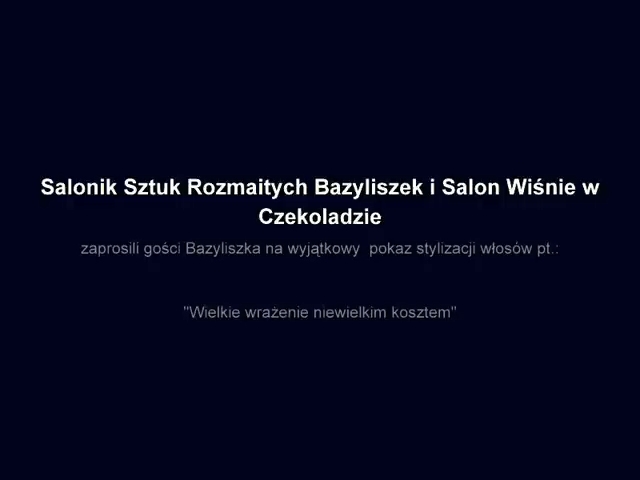 Salonik Sztuk Rozmaitych Bazyliszek i Salon Wiśnie w
Czekoladzie
zaprosili gości Bazyliszka na wyjątkowy  pokaz stylizacji włosów pt.:
"Wielkie wrażenie niewielkim kosztem"